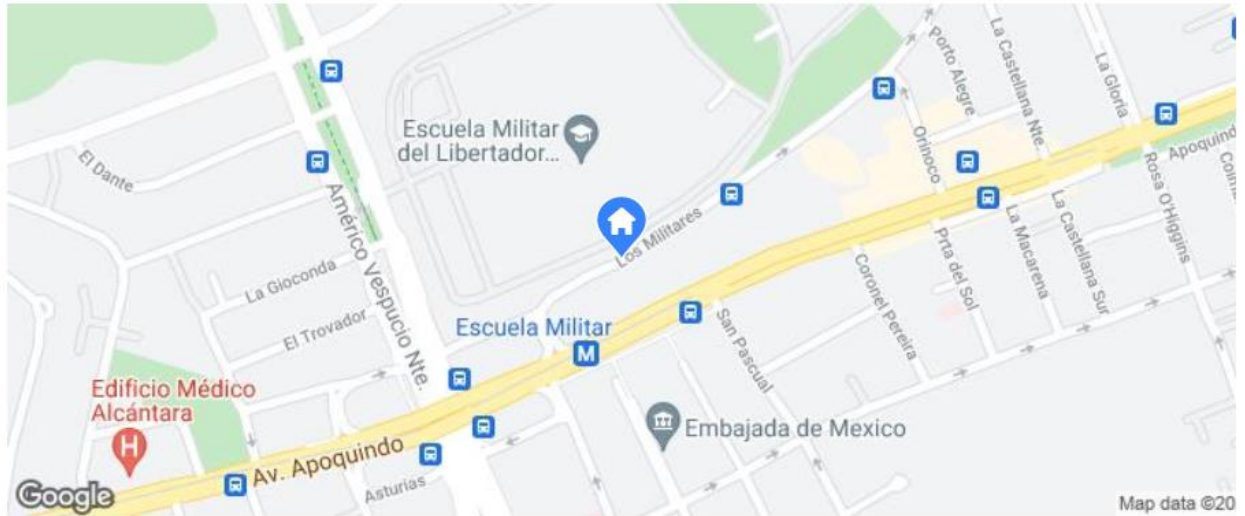 Porto Alegre
La Castellana Nte.
La Gloria
Escuela Militar
del Libertador...
Orinoco
Apoquind
El Dante
Américo Vespucio Nte.
Los Militares
Rosa O'Higgins
La Macarena
La Castellana Sur
Prta del Sol
Coronel Pereira
La Gioconda
El Trovador
Escuela Militar
M
San Pascual
Edificio Médico
Alcántara
H
Embajada de Mexico
Av. Apoquindo
Asturias
Google
Map data ©20